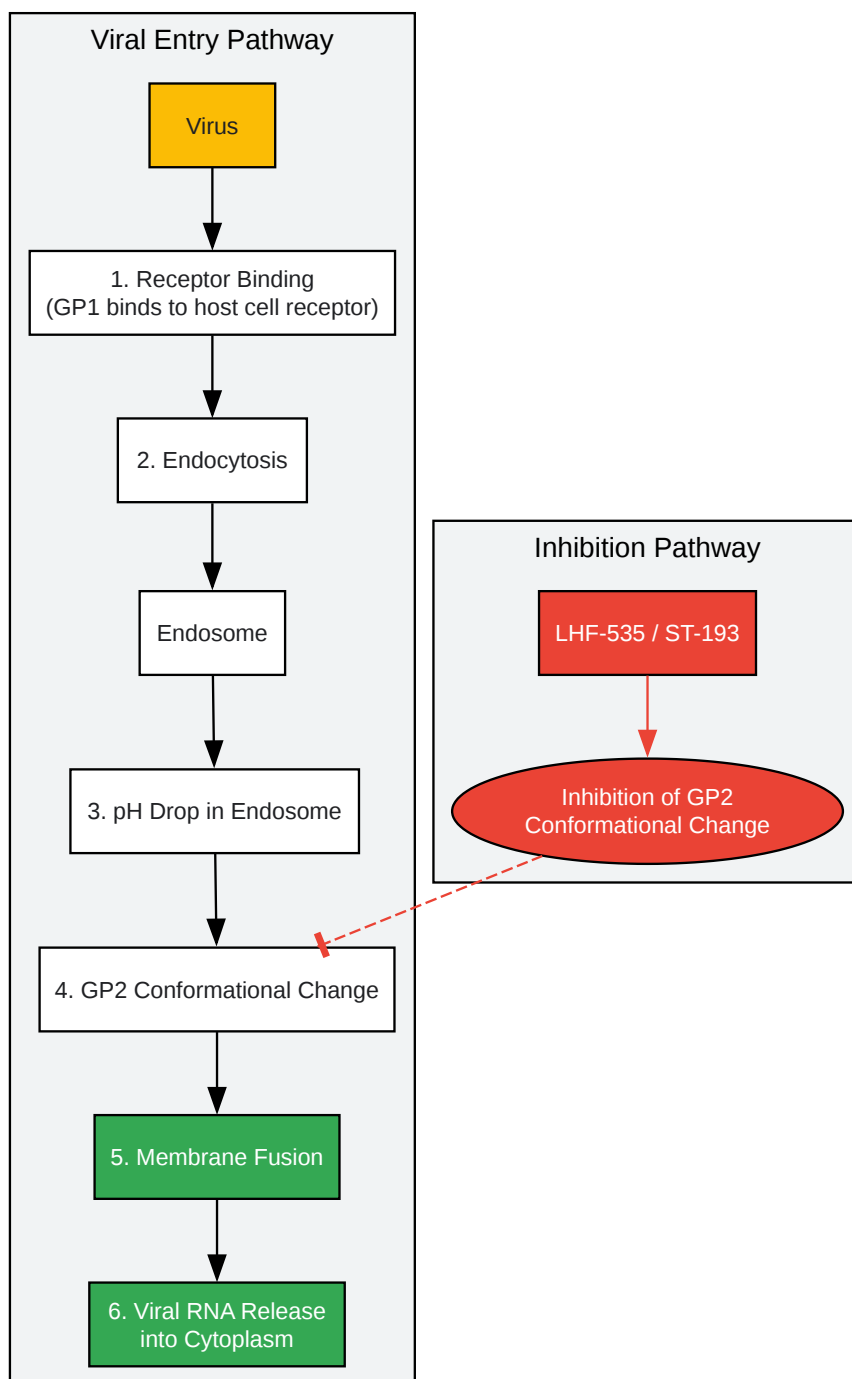 Viral Entry Pathway
Virus
1. Receptor Binding
(GP1 binds to host cell receptor)
2. Endocytosis
Endosome
3. pH Drop in Endosome
4. GP2 Conformational Change
5. Membrane Fusion
6. Viral RNA Release
into Cytoplasm
Inhibition Pathway
LHF-535 / ST-193
Inhibition of GP2
Conformational Change